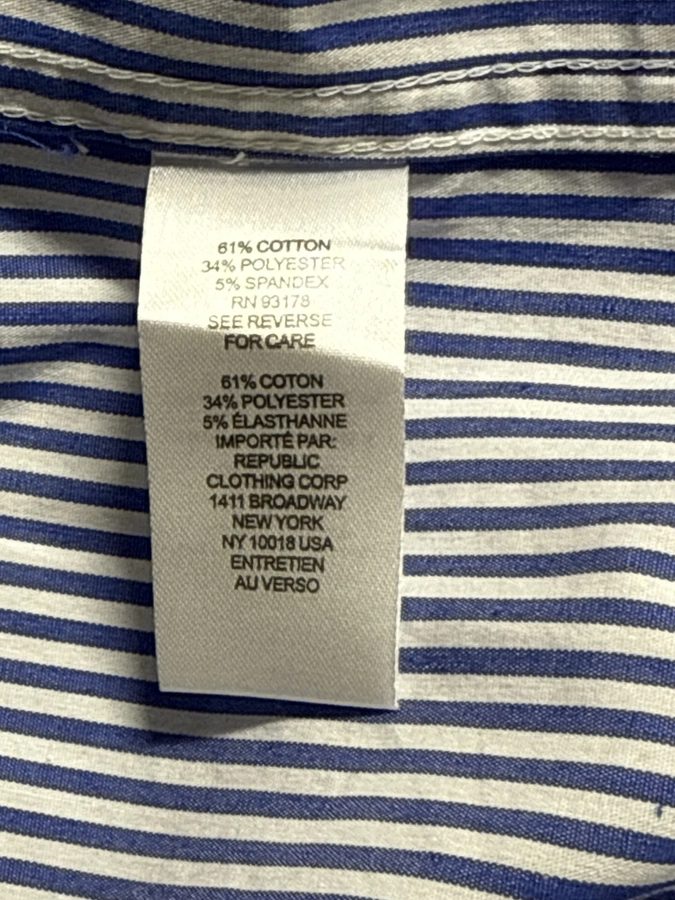 61% COTTON
34% POLYESTER
5% SPANDEX
RN 93178
SEE REVERSE
FOR CARE
61% COTON
34% POLYESTER
5% ÉLASTHANNE
IMPORTÉ PAR:
REPUBLIC
CLOTHING CORP
1411 BROADWAY
NEW YORK
NY 10018 USA
ENTRETIEN
AU VERSO